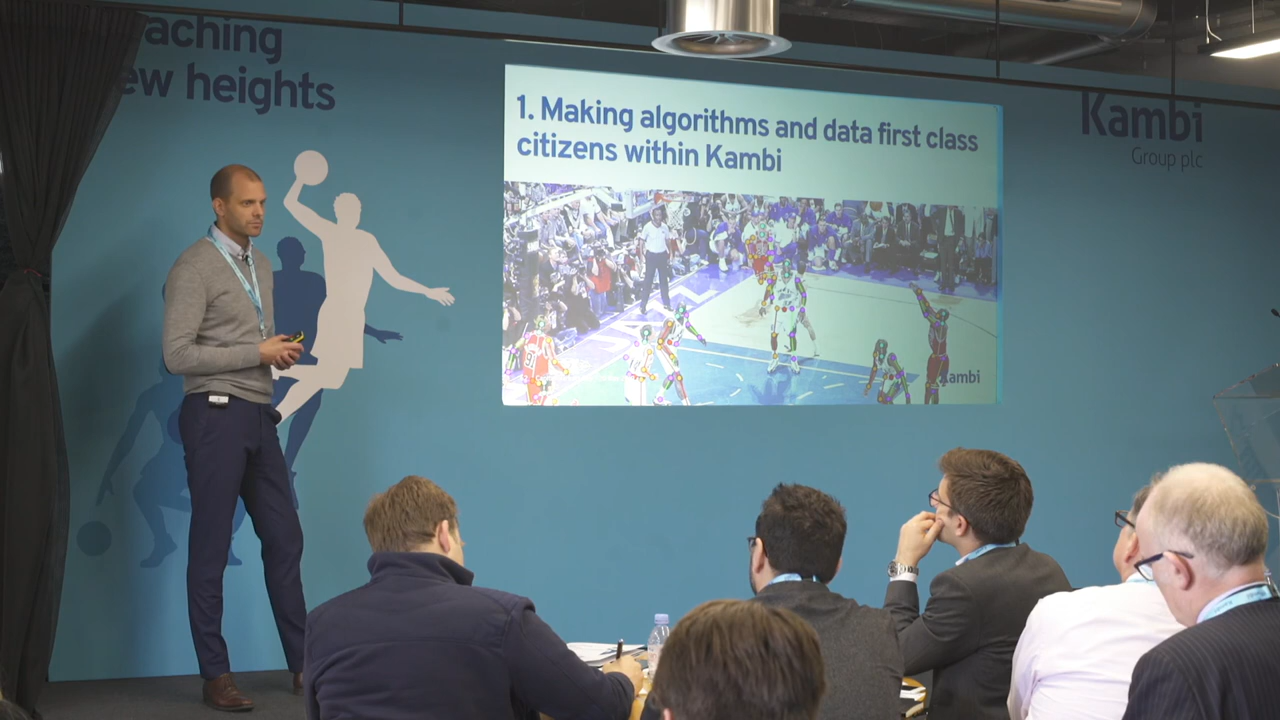 aching
ew heights
1. Making algorithms and data first class
citizens within Kambi
Kambi
Kambi
Group plc